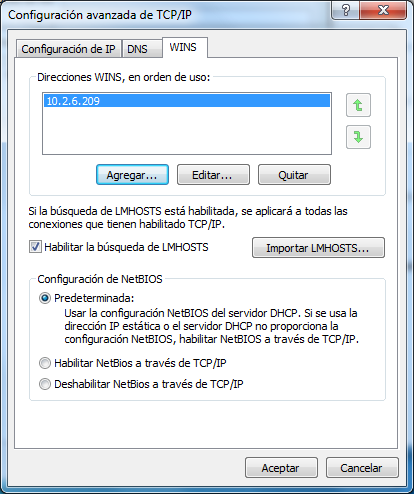 Configuración avanzada de TCP/IP
Configuración de IP DNS WINS
Direcciones WINS, en orden de uso:
10.2.6.209
Agregar... Editar... Quitar
Si la búsqueda de LMHOSTS está habilitada, se aplicará a todas las
conexiones que tienen habilitado TCP/IP.
Habilitar la búsqueda de LMHOSTS Importar LMHOSTS...
Configuración de NetBIOS
Predeterminada:
Usar la configuración NetBIOS del servidor DHCP. Si se usa la
dirección IP estática o el servidor DHCP no proporciona la
configuración NetBIOS, habilitar NetBIOS a través de TCP/IP.
Habilitar NetBios a través de TCP/IP
Deshabilitar NetBios a través de TCP/IP
Aceptar Cancelar